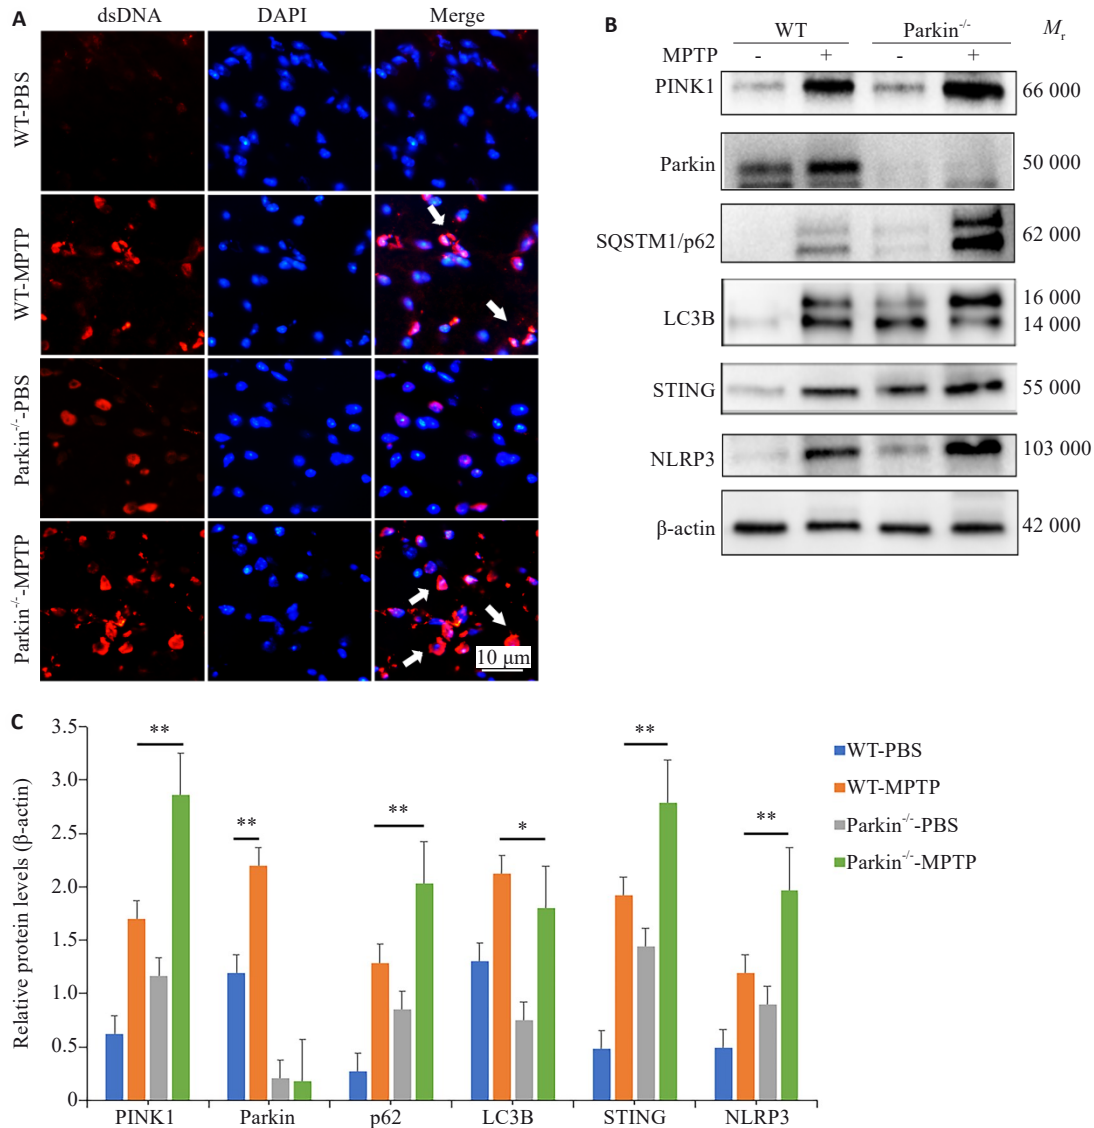 A
dsDNA
DAPI
Merge
WT-PBS
WT-MPTP
Parkin-/--PBS
Parkin-/--MPTP
10 μm
B
WT
Parkin-/-
Mr
MPTP
-
+
-
+
PINK1
66 000
Parkin
50 000
SQSTM1/p62
62 000
LC3B
16 000
14 000
STING
55 000
NLRP3
103 000
β-actin
42 000
C
Relative protein levels (β-actin)
3.5
3.0
2.5
2.0
1.5
1.0
0.5
0
**
**
**
*
**
**
PINK1
Parkin
p62
LC3B
STING
NLRP3
WT-PBS
WT-MPTP
Parkin-/--PBS
Parkin-/--MPTP